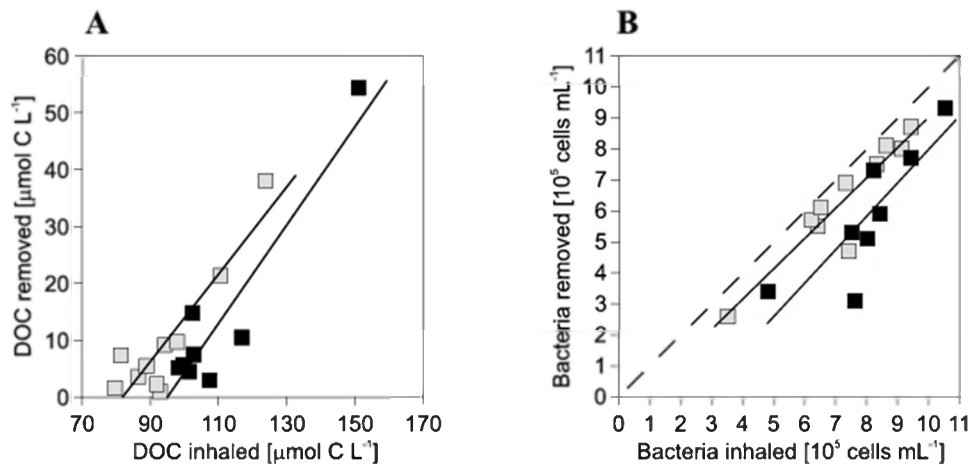 A
B
DOC removed [µmol C L⁻¹]
60
50
40
30
20
10
0
70 90 110 130 150 170
DOC inhaled [µmol C L⁻¹]
Bacteria removed [10⁵ cells mL⁻¹]
11
10
9
8
7
6
5
4
3
2
1
0
0 1 2 3 4 5 6 7 8 9 10 11
Bacteria inhaled [10⁵ cells mL⁻¹]